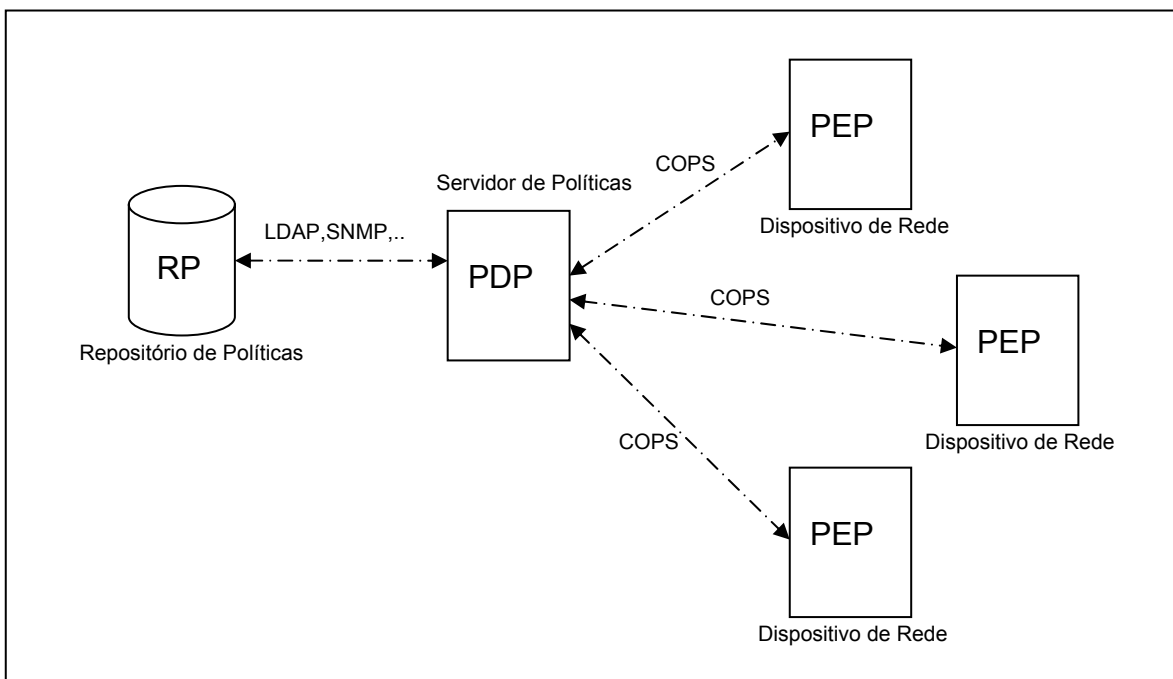 PEP
COPS
Servidor de Políticas
Dispositivo de Rede
LDAP,SNMP,..
RP
PDP
COPS
PEP
Repositório de Políticas
COPS
Dispositivo de Rede
PEP
Dispositivo de Rede